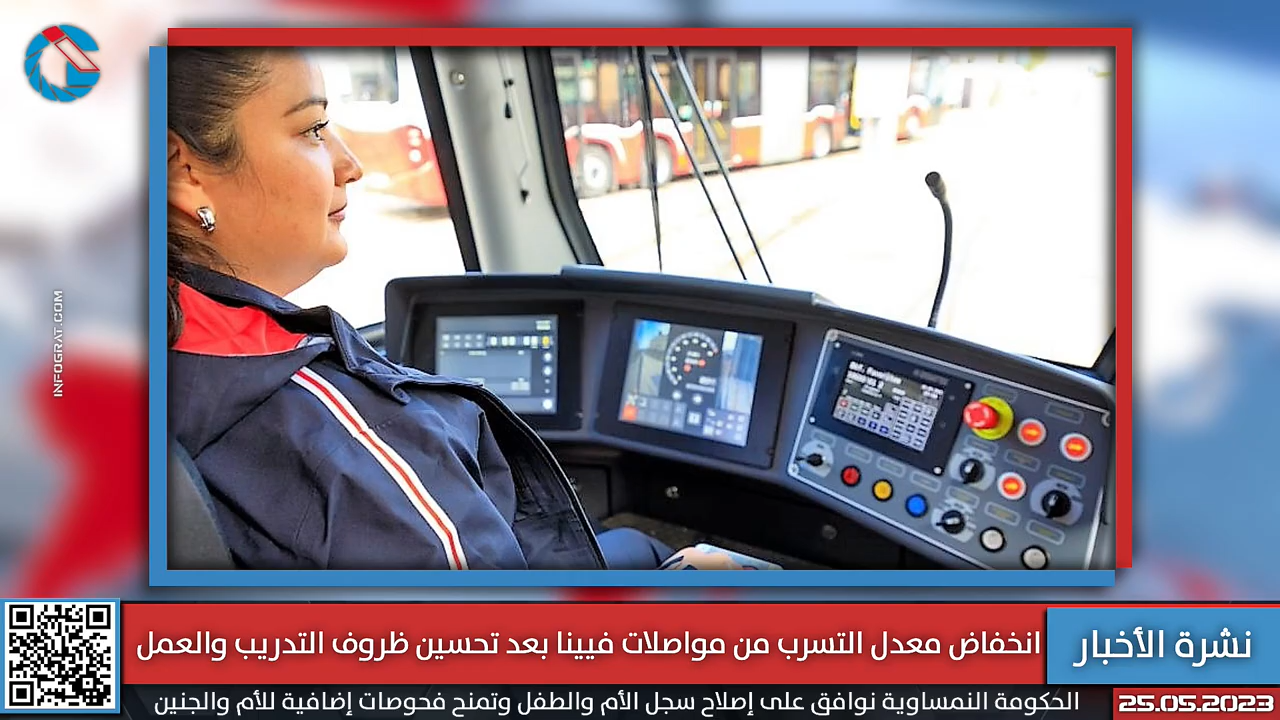 INFOGRAT.COM
نشرة الأخبار
انخفاض معدل التسرب من مواصلات فيينا بعد تحسين ظروف التدريب والعمل
25.05.2023
الحكومة النمساوية نوافق على إصلاح سجل الأم والطفل وتمنح فحوصات إضافية للأم والجنين